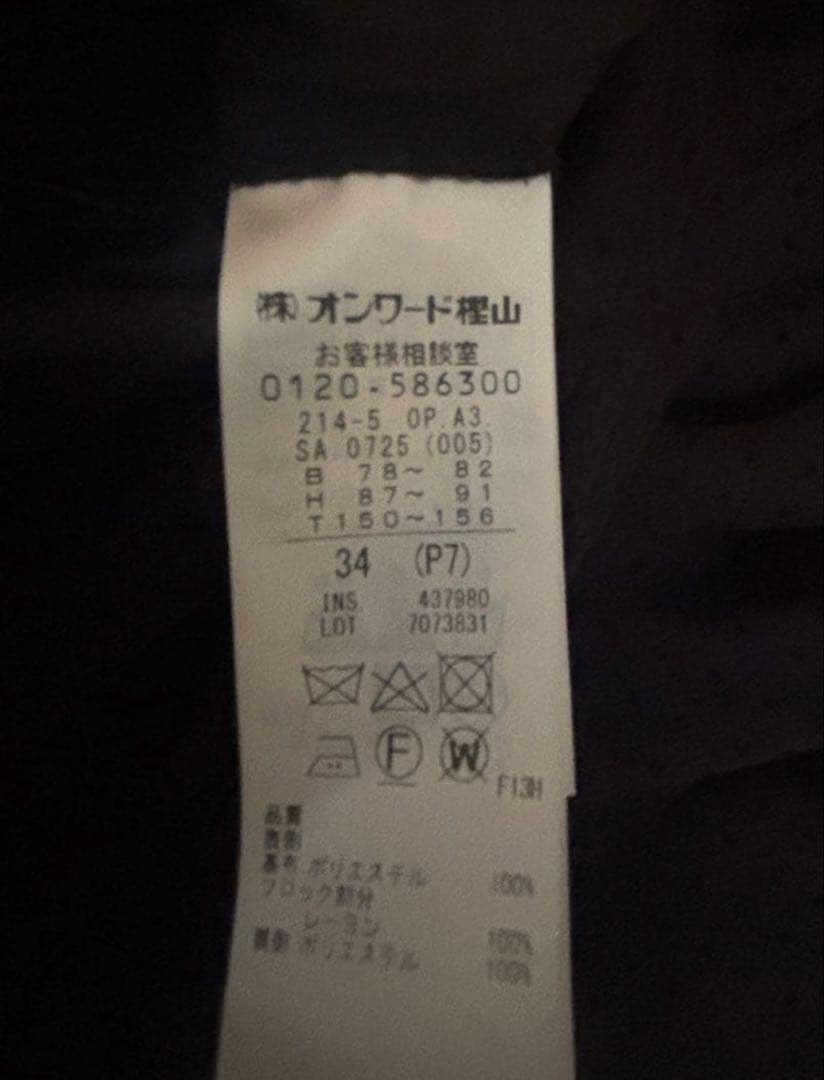 (株)オンワード樫山
お客様相談室
0120-586300
214-5 OP.A3.
SA 0725 (005)
B 78〜 82
H 87〜 91
T150〜156
34 (P7)
INS. 437980
LOT 7073831
F W
F13H
品質
表側
基布 ポリエステル 100%
フロック部分
レーヨン 100%
裏側 ポリエステル 100%